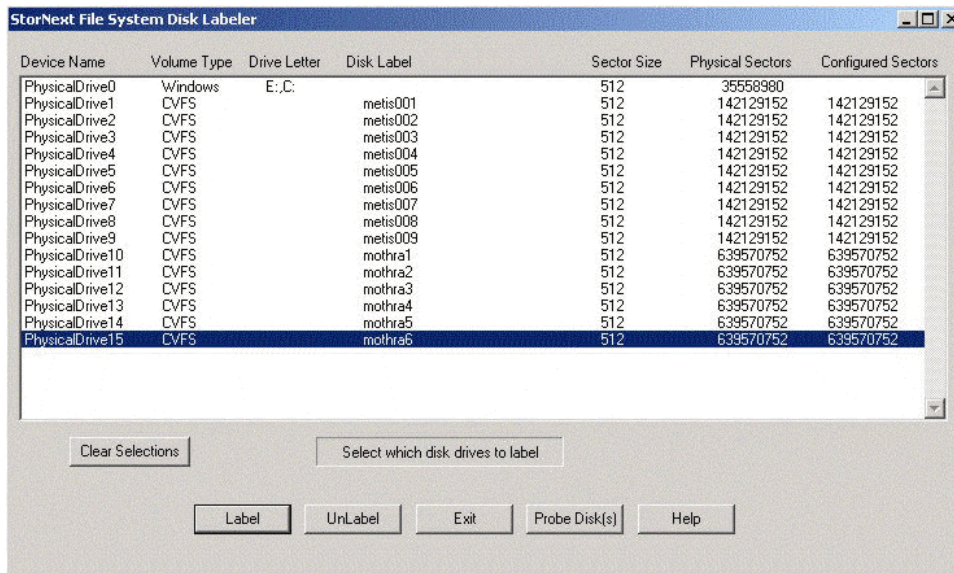 StorNext File System Disk Labeler
Device Name Volume Type Drive Letter Disk Label Sector Size Physical Sectors Configured Sectors
PhysicalDrive0 Windows E:,C: 512 35558980
PhysicalDrive1 CVFS metis001 512 142129152 142129152
PhysicalDrive2 CVFS metis002 512 142129152 142129152
PhysicalDrive3 CVFS metis003 512 142129152 142129152
PhysicalDrive4 CVFS metis004 512 142129152 142129152
PhysicalDrive5 CVFS metis005 512 142129152 142129152
PhysicalDrive6 CVFS metis006 512 142129152 142129152
PhysicalDrive7 CVFS metis007 512 142129152 142129152
PhysicalDrive8 CVFS metis008 512 142129152 142129152
PhysicalDrive9 CVFS metis009 512 142129152 142129152
PhysicalDrive10 CVFS mothra1 512 639570752 639570752
PhysicalDrive11 CVFS mothra2 512 639570752 639570752
PhysicalDrive12 CVFS mothra3 512 639570752 639570752
PhysicalDrive13 CVFS mothra4 512 639570752 639570752
PhysicalDrive14 CVFS mothra5 512 639570752 639570752
PhysicalDrive15 CVFS mothra6 512 639570752 639570752
Clear Selections Select which disk drives to label
Label UnLabel Exit Probe Disk(s) Help